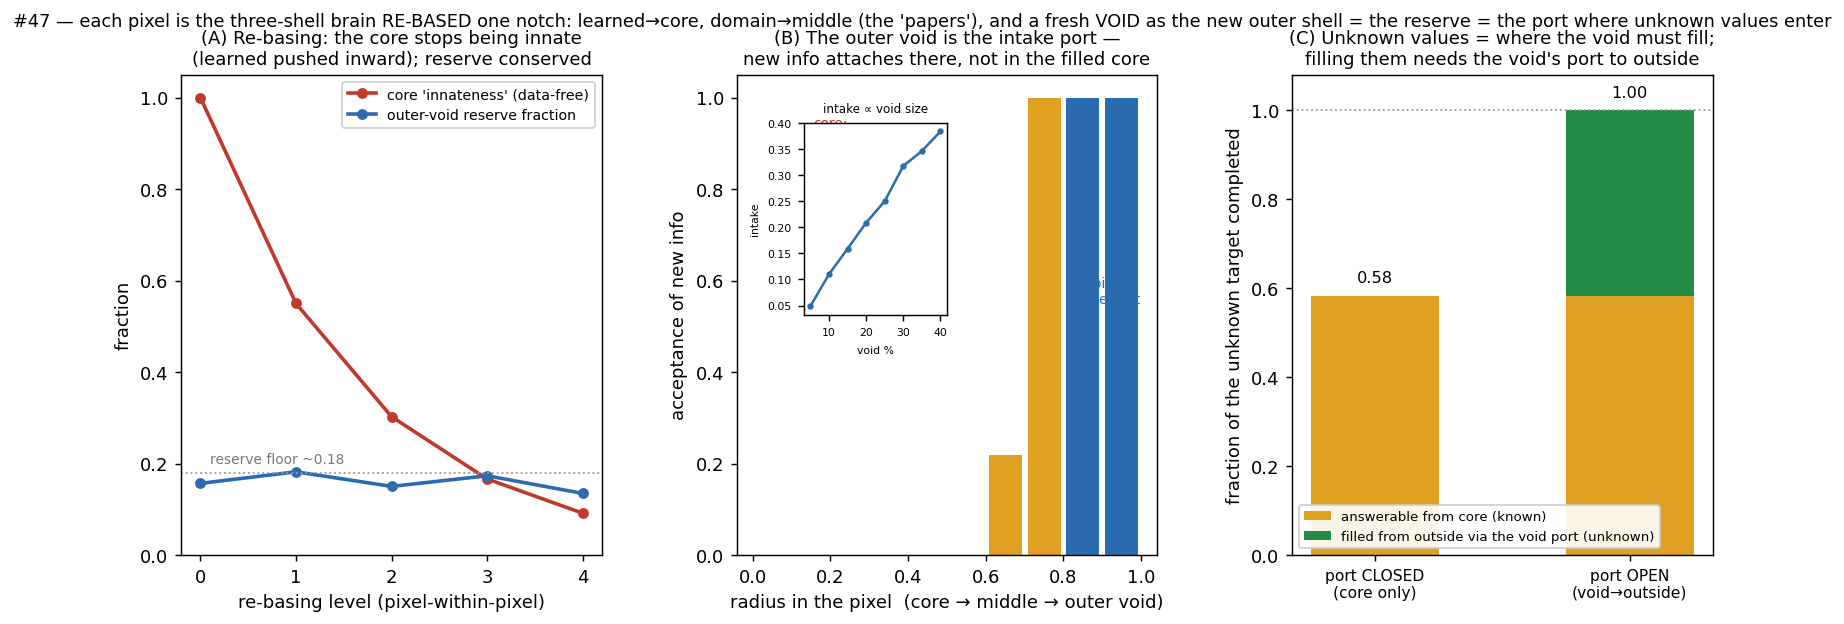 #47 — each pixel is the three-shell brain RE-BASED one notch: learned→core, domain→middle (the 'papers'), and a fresh VOID as the new outer shell = the reserve = the port where unknown values enter
(A) Re-basing: the core stops being innate
(learned pushed inward); reserve conserved
fraction
1.0
0.8
0.6
0.4
0.2
0.0
core 'innateness' (data-free)
outer-void reserve fraction
reserve floor ~0.18
0 1 2 3 4
re-basing level (pixel-within-pixel)
(B) The outer void is the intake port —
new info attaches there, not in the filled core
acceptance of new info
1.0
0.8
0.6
0.4
0.2
0.0
intake ∝ void size
core:
intake
0.40
0.35
0.30
0.25
0.20
0.15
0.10
0.05
10 20 30 40
void %
0.0 0.2 0.4 0.6 0.8 1.0
radius in the pixel (core → middle → outer void)
(C) Unknown values = where the void must fill;
filling them needs the void's port to outside
fraction of the unknown target completed
1.0
0.8
0.6
0.4
0.2
0.0
0.58
1.00
answerable from core (known)
filled from outside via the void port (unknown)
port CLOSED
(core only)
port OPEN
(void→outside)